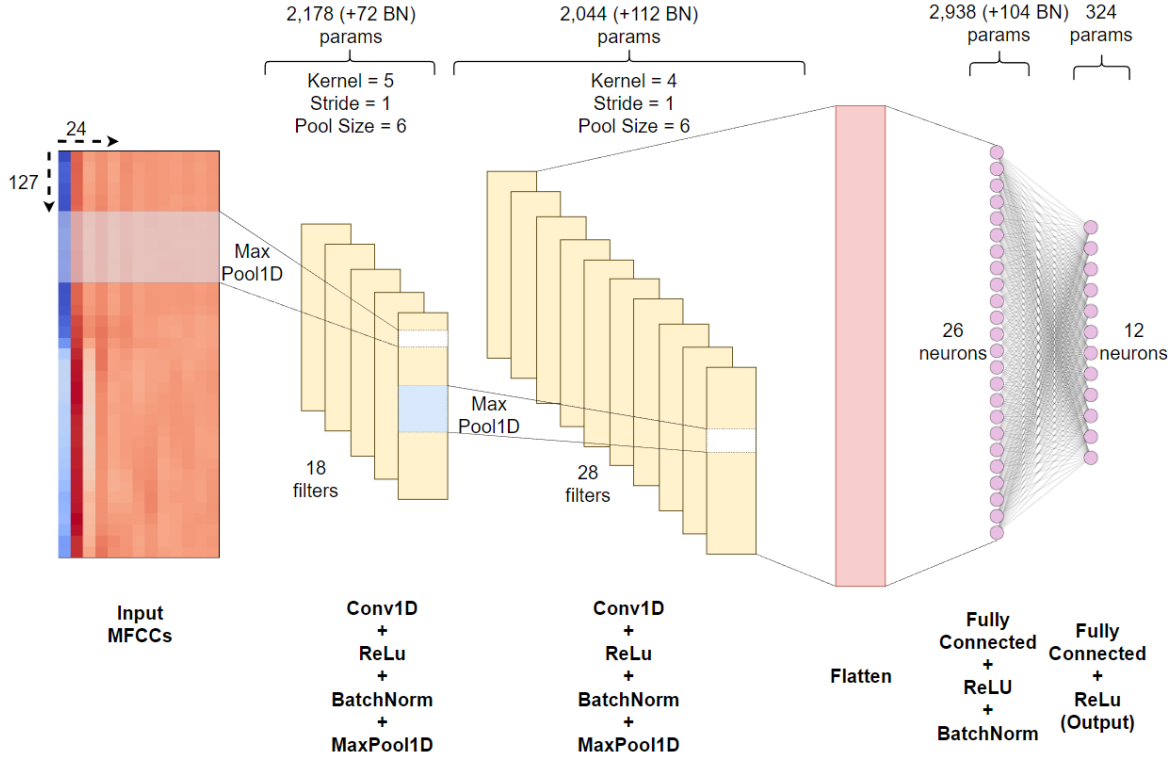 2,178 (+72 BN)
params
2,044 (+112 BN)
params
2,938 (+104 BN)
params
324
params
Kernel = 5
Stride = 1
Pool Size = 6
Kernel = 4
Stride = 1
Pool Size = 6
24
127
Max
Pool1D
Max
Pool1D
18
filters
28
filters
26
neurons
12
neurons
Input
MFCCs
Conv1D
+
ReLu
+
BatchNorm
+
MaxPool1D
Conv1D
+
ReLu
+
BatchNorm
+
MaxPool1D
Flatten
Fully
Connected
+
ReLU
+
BatchNorm
Fully
Connected
+
ReLu
(Output)